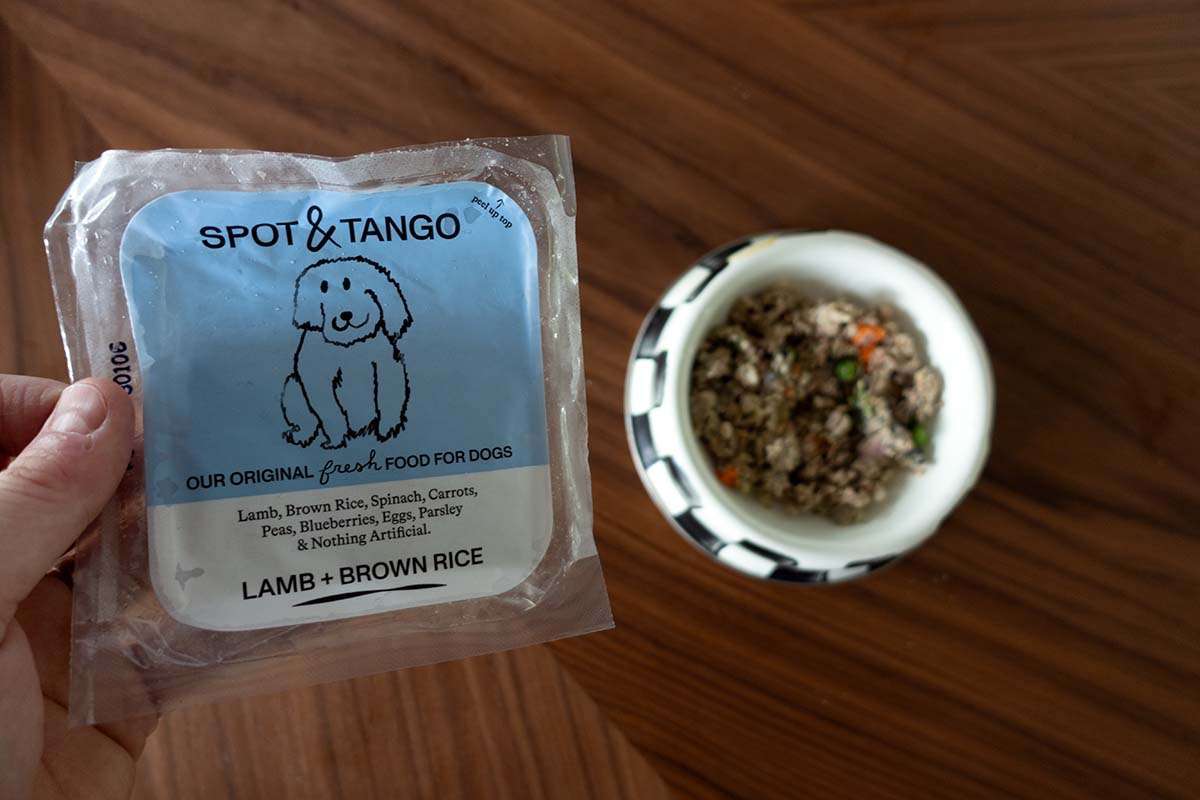 peel up top
SPOT & TANGO
OUR ORIGINAL fresh FOOD FOR DOGS
Lamb, Brown Rice, Spinach, Carrots,
Peas, Blueberries, Eggs, Parsley
& Nothing Artificial.
LAMB + BROWN RICE